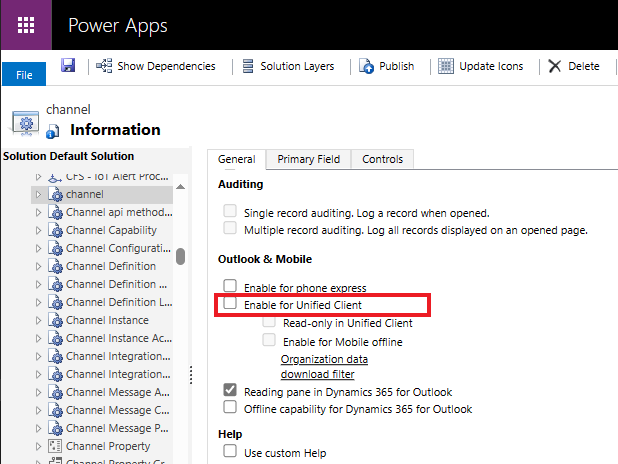 Power Apps
File
Show Dependencies
Solution Layers
Publish
Update Icons
Delete
channel
Information
Solution Default Solution
CFS - IoT Alert Proc...
channel
Channel api method...
Channel Capability
Channel Configurati...
Channel Definition
Channel Definition ...
Channel Definition L...
Channel Instance
Channel Instance Ac...
Channel Integration...
Channel Integration...
Channel Message A...
Channel Message C...
Channel Message P...
Channel Property
Channel Property Gr...
General
Primary Field
Controls
Auditing
Single record auditing. Log a record when opened.
Multiple record auditing. Log all records displayed on an opened page.
Outlook & Mobile
Enable for phone express
Enable for Unified Client
Read-only in Unified Client
Enable for Mobile offline
Organization data
download filter
Reading pane in Dynamics 365 for Outlook
Offline capability for Dynamics 365 for Outlook
Help
Use custom Help